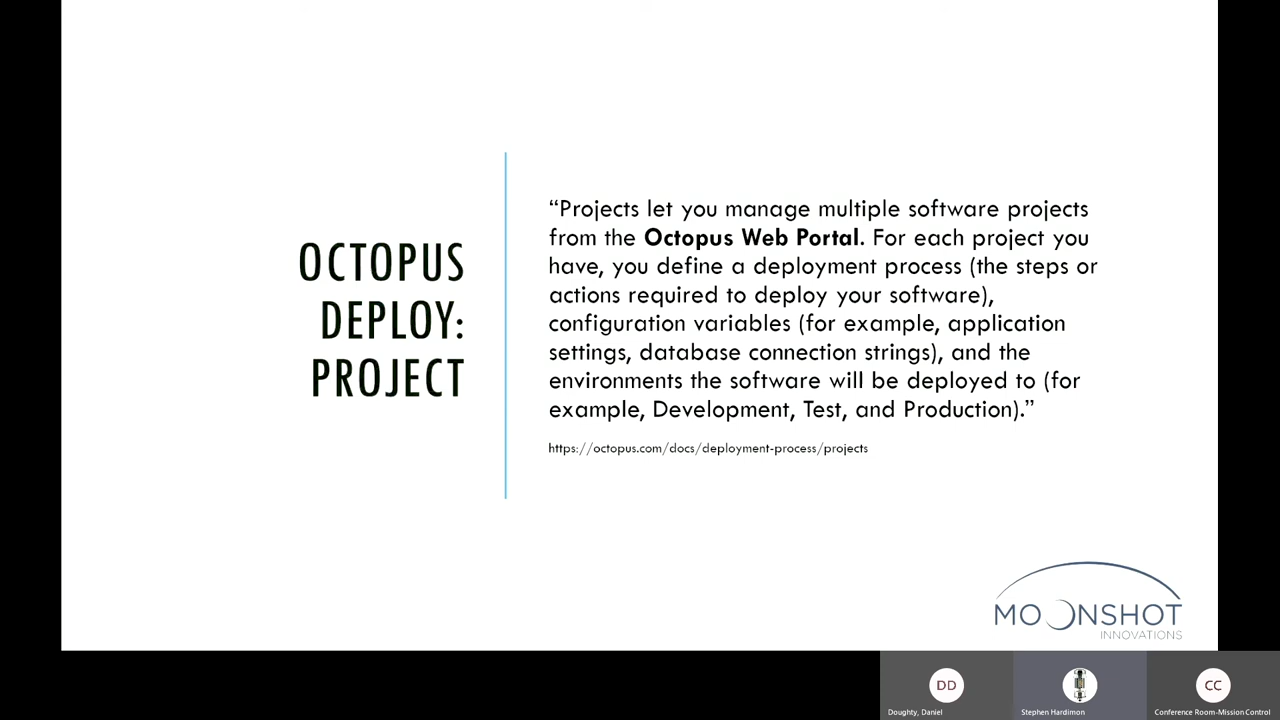 OCTOPUS
DEPLOY:
PROJECT
“Projects let you manage multiple software projects
from the Octopus Web Portal. For each project you
have, you define a deployment process (the steps or
actions required to deploy your software),
configuration variables (for example, application
settings, database connection strings), and the
environments the software will be deployed to (for
example, Development, Test, and Production).”
https://octopus.com/docs/deployment-process/projects
MOONSHOT
INNOVATIONS
DD
CC
Doughty, Daniel
Stephen Hardimon
Conference Room-Mission Control